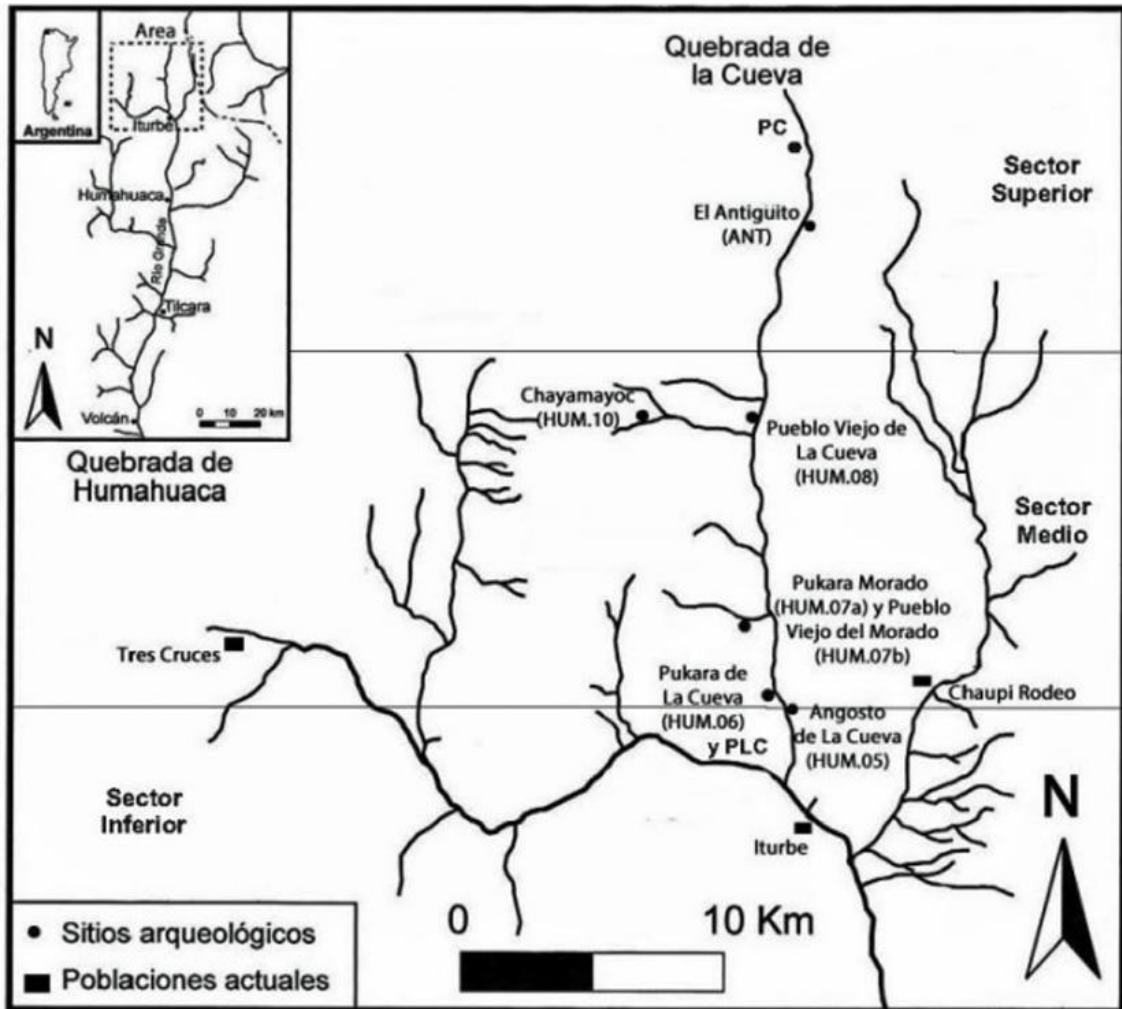 Area
Argentina
Iturbe
Humahuaca
Río Grande
Tilcara
N
0 10 20 km
Volcán
Quebrada de
Humahuaca
Quebrada de
la Cueva
PC
Sector
Superior
El Antigüito
(ANT)
Chayamayoc
(HUM.10)
Pueblo Viejo de
La Cueva
(HUM.08)
Sector
Medio
Pukara Morado
(HUM.07a) y Pueblo
Viejo del Morado
(HUM.07b)
Tres Cruces
Pukara de
La Cueva
(HUM.06)
y PLC
Chaupi Rodeo
Angosto
de La Cueva
(HUM.05)
Sector
Inferior
Iturbe
N
0 10 Km
Sitios arqueológicos
Poblaciones actuales